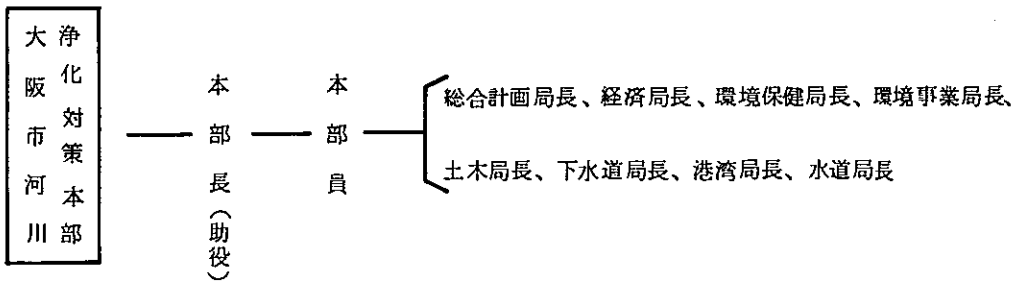 大阪市河川
浄化対策本部
本部長(助役)
本部員
総合計画局長、経済局長、環境保健局長、環境事業局長、
土木局長、下水道局長、港湾局長、水道局長